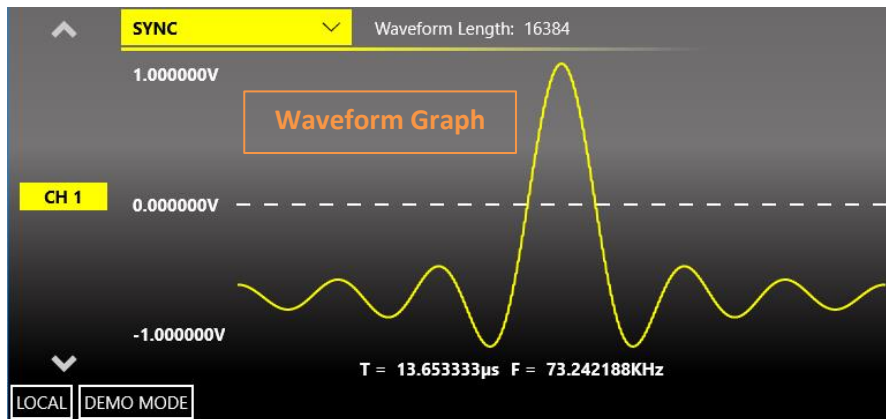 SYNC
Waveform Length: 16384
1.000000V
Waveform Graph
CH 1
0.000000V
-1.000000V
T = 13.653333µs F = 73.242188KHz
LOCAL
DEMO MODE